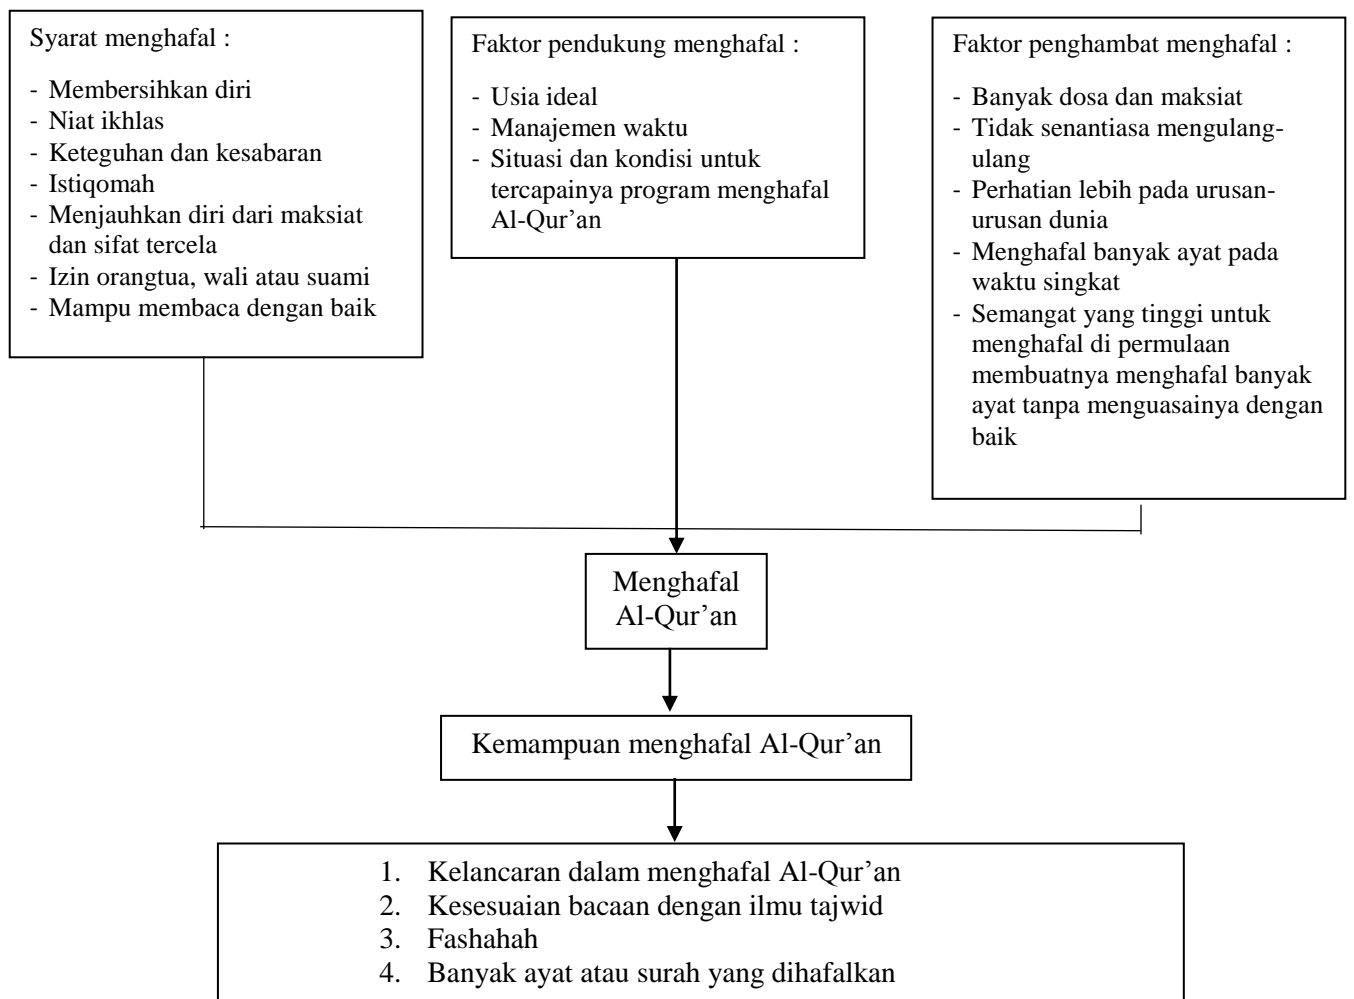 Syarat menghafal :
- Membersihkan diri
- Niat ikhlas
- Keteguhan dan kesabaran
- Istiqomah
- Menjauhkan diri dari maksiat
dan sifat tercela
- Izin orangtua, wali atau suami
- Mampu membaca dengan baik
Faktor pendukung menghafal :
- Usia ideal
- Manajemen waktu
- Situasi dan kondisi untuk
tercapainya program menghafal
Al-Qur’an
Faktor penghambat menghafal :
- Banyak dosa dan maksiat
- Tidak senantiasa mengulang-
ulang
- Perhatian lebih pada urusan-
urusan dunia
- Menghafal banyak ayat pada
waktu singkat
- Semangat yang tinggi untuk
menghafal di permulaan
membuatnya menghafal banyak
ayat tanpa menguasainya dengan
baik
Menghafal
Al-Qur’an
Kemampuan menghafal Al-Qur’an
1. Kelancaran dalam menghafal Al-Qur’an
2. Kesesuaian bacaan dengan ilmu tajwid
3. Fashahah
4. Banyak ayat atau surah yang dihafalkan